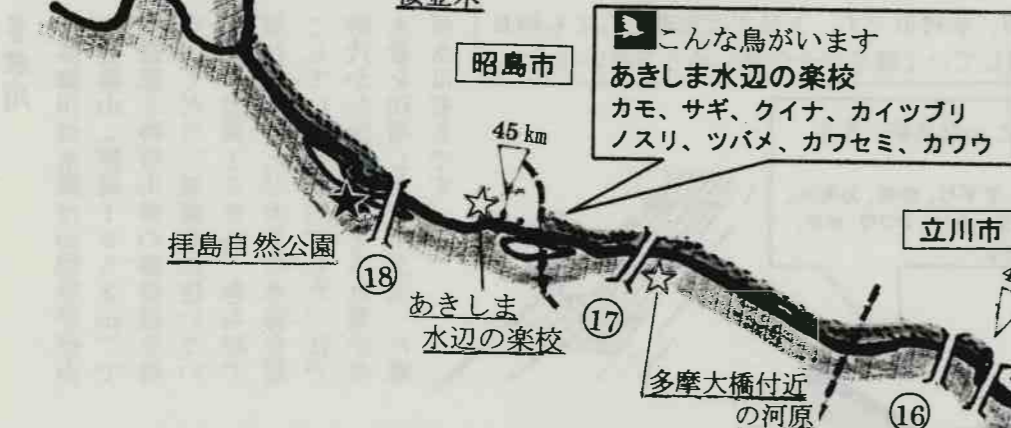 桜並木
昭島市
こんな鳥がいます
あきしま水辺の楽校
カモ、サギ、クイナ、カイツブリ
ノスリ、ツバメ、カワセミ、カワウ
45 km
立川市
拝島自然公園
⑱
あきしま
水辺の楽校
⑰
多摩大橋付近
の河原
⑯